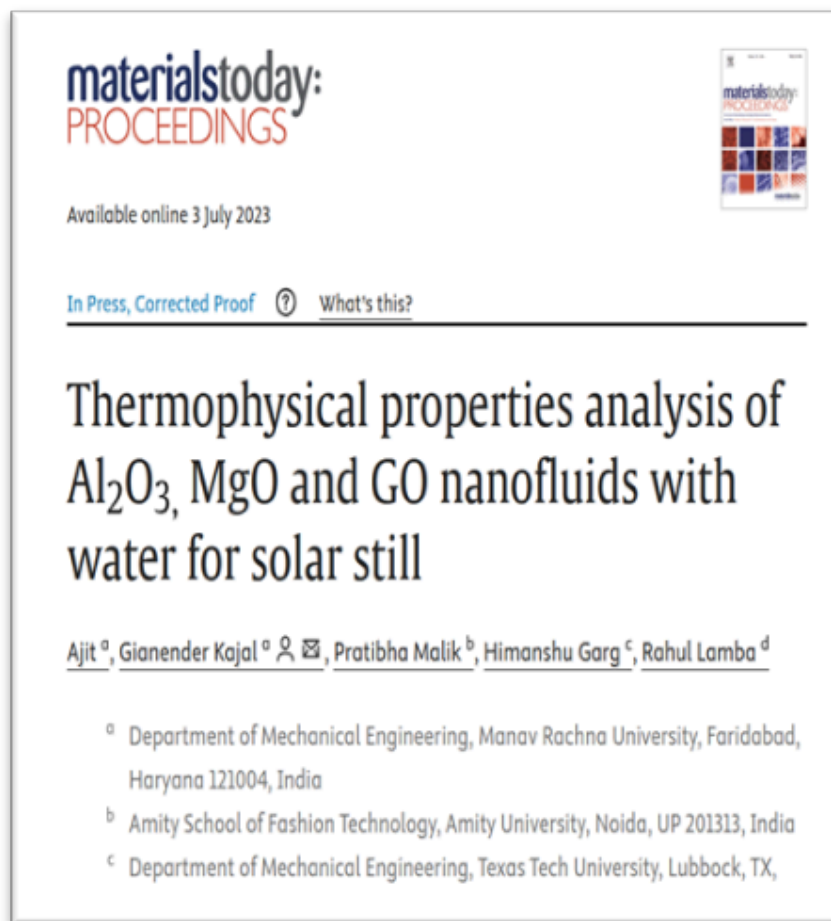 materialstoday:
PROCEEDINGS
materialstoday:
PROCEEDINGS
Available online 3 July 2023
In Press, Corrected Proof ? What's this?
Thermophysical properties analysis of
Al₂O₃, MgO and GO nanofluids with
water for solar still
Ajit ᵃ, Gianender Kajal ᵃ, Pratibha Malik ᵇ, Himanshu Garg ᶜ, Rahul Lamba ᵈ
ᵃ Department of Mechanical Engineering, Manav Rachna University, Faridabad,
Haryana 121004, India
ᵇ Amity School of Fashion Technology, Amity University, Noida, UP 201313, India
ᶜ Department of Mechanical Engineering, Texas Tech University, Lubbock, TX,